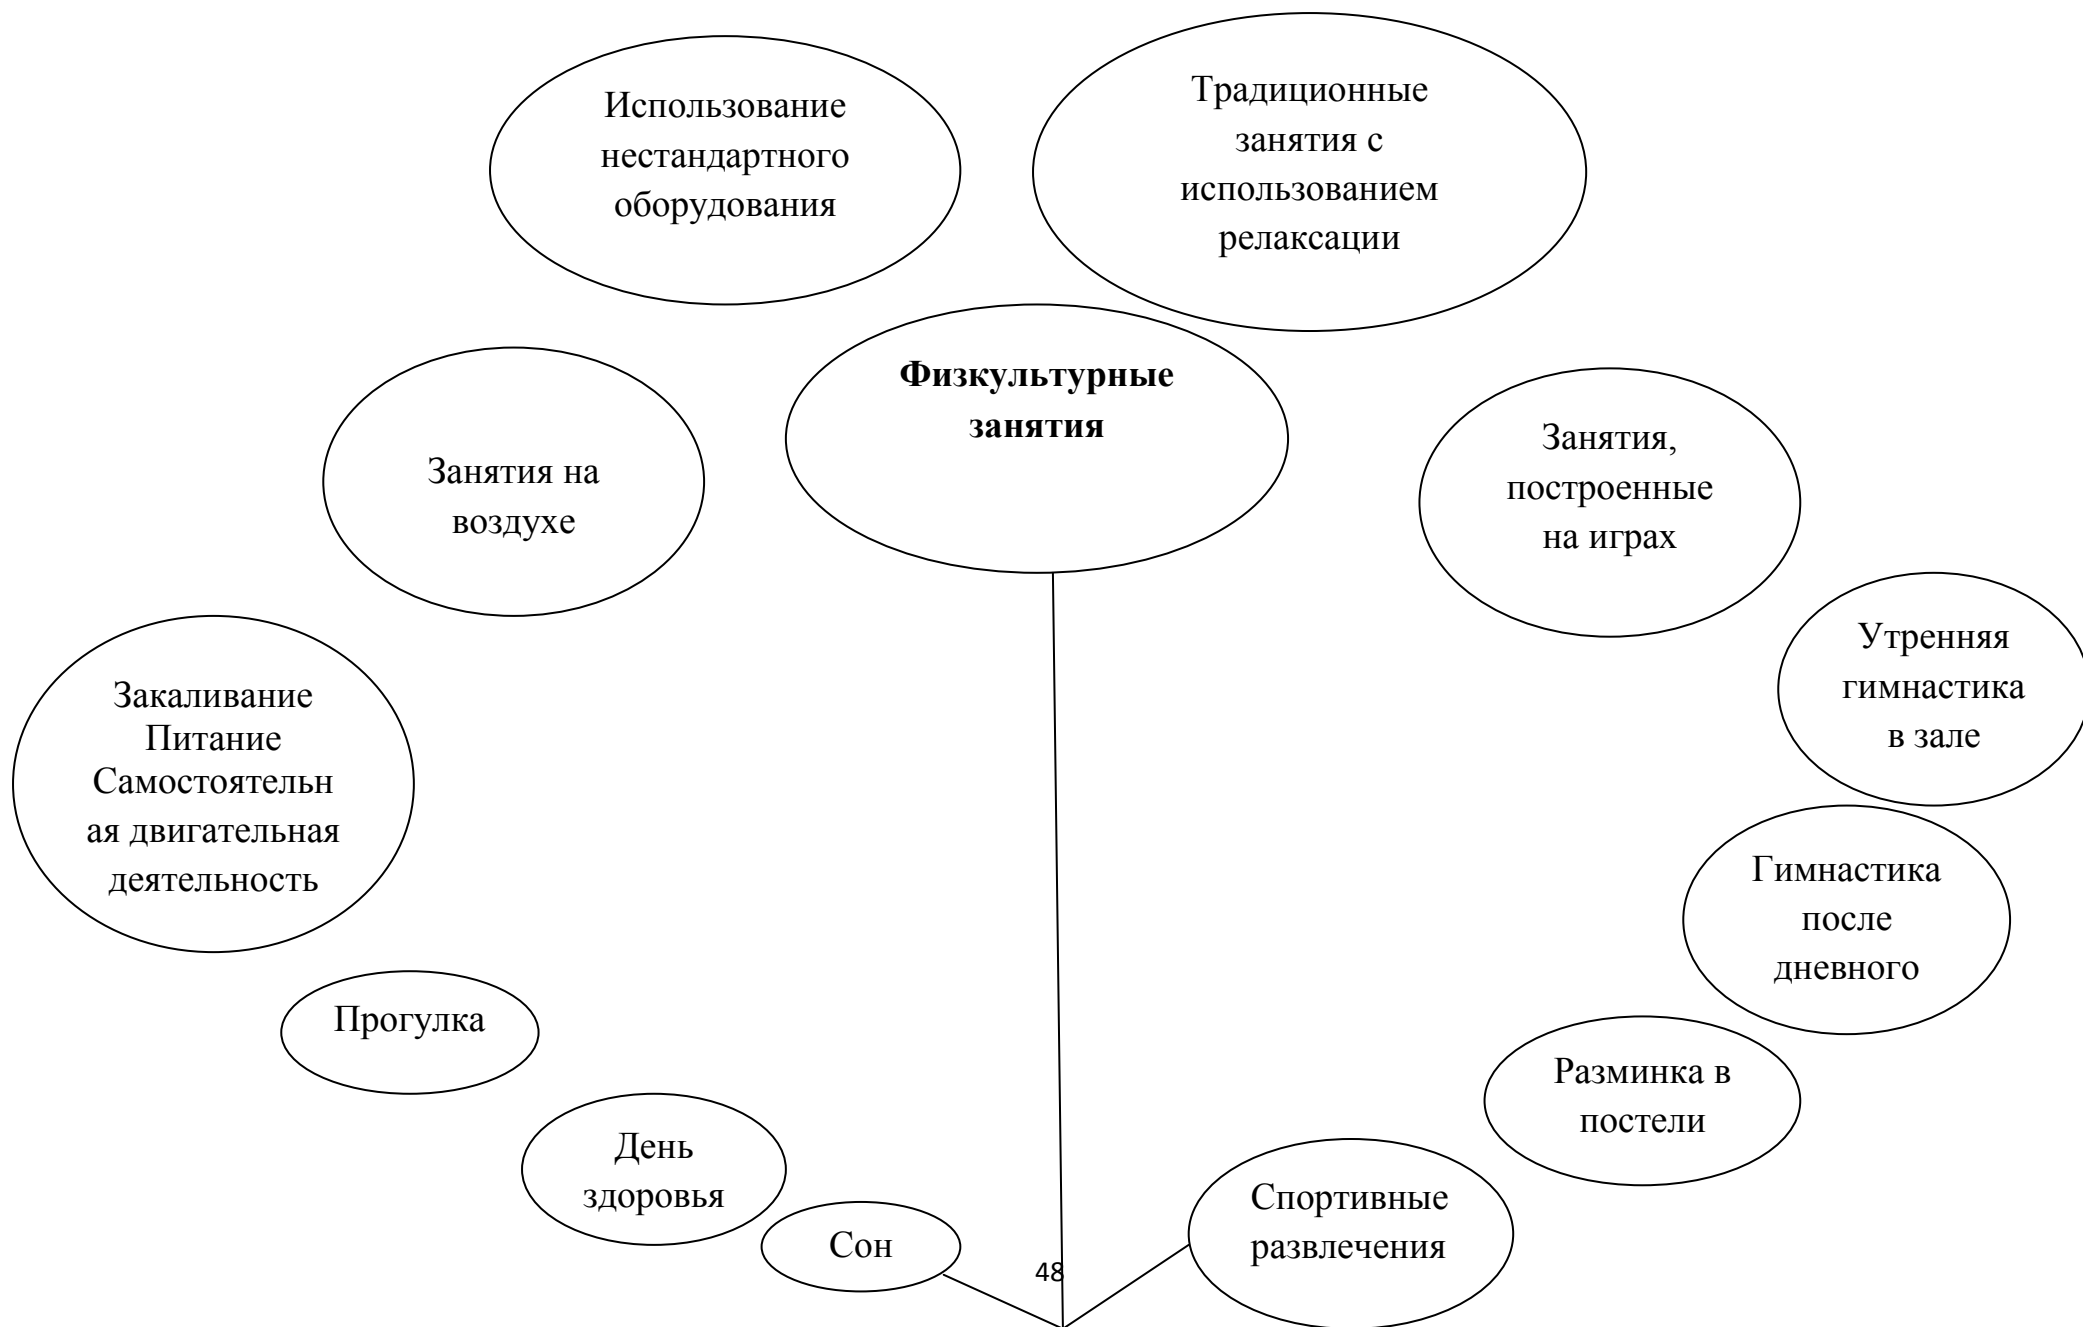 Использование
нестандартного
оборудования
Традиционные
занятия с
использованием
релаксации
Физкультурные
занятия
Занятия на
воздухе
Занятия,
построенные
на играх
Утренняя
гимнастика
в зале
Закаливание
Питание
Самостоятельн
ая двигательная
деятельность
Гимнастика
после
дневного
Прогулка
Разминка в
постели
День
здоровья
Сон
Спортивные
развлечения
48